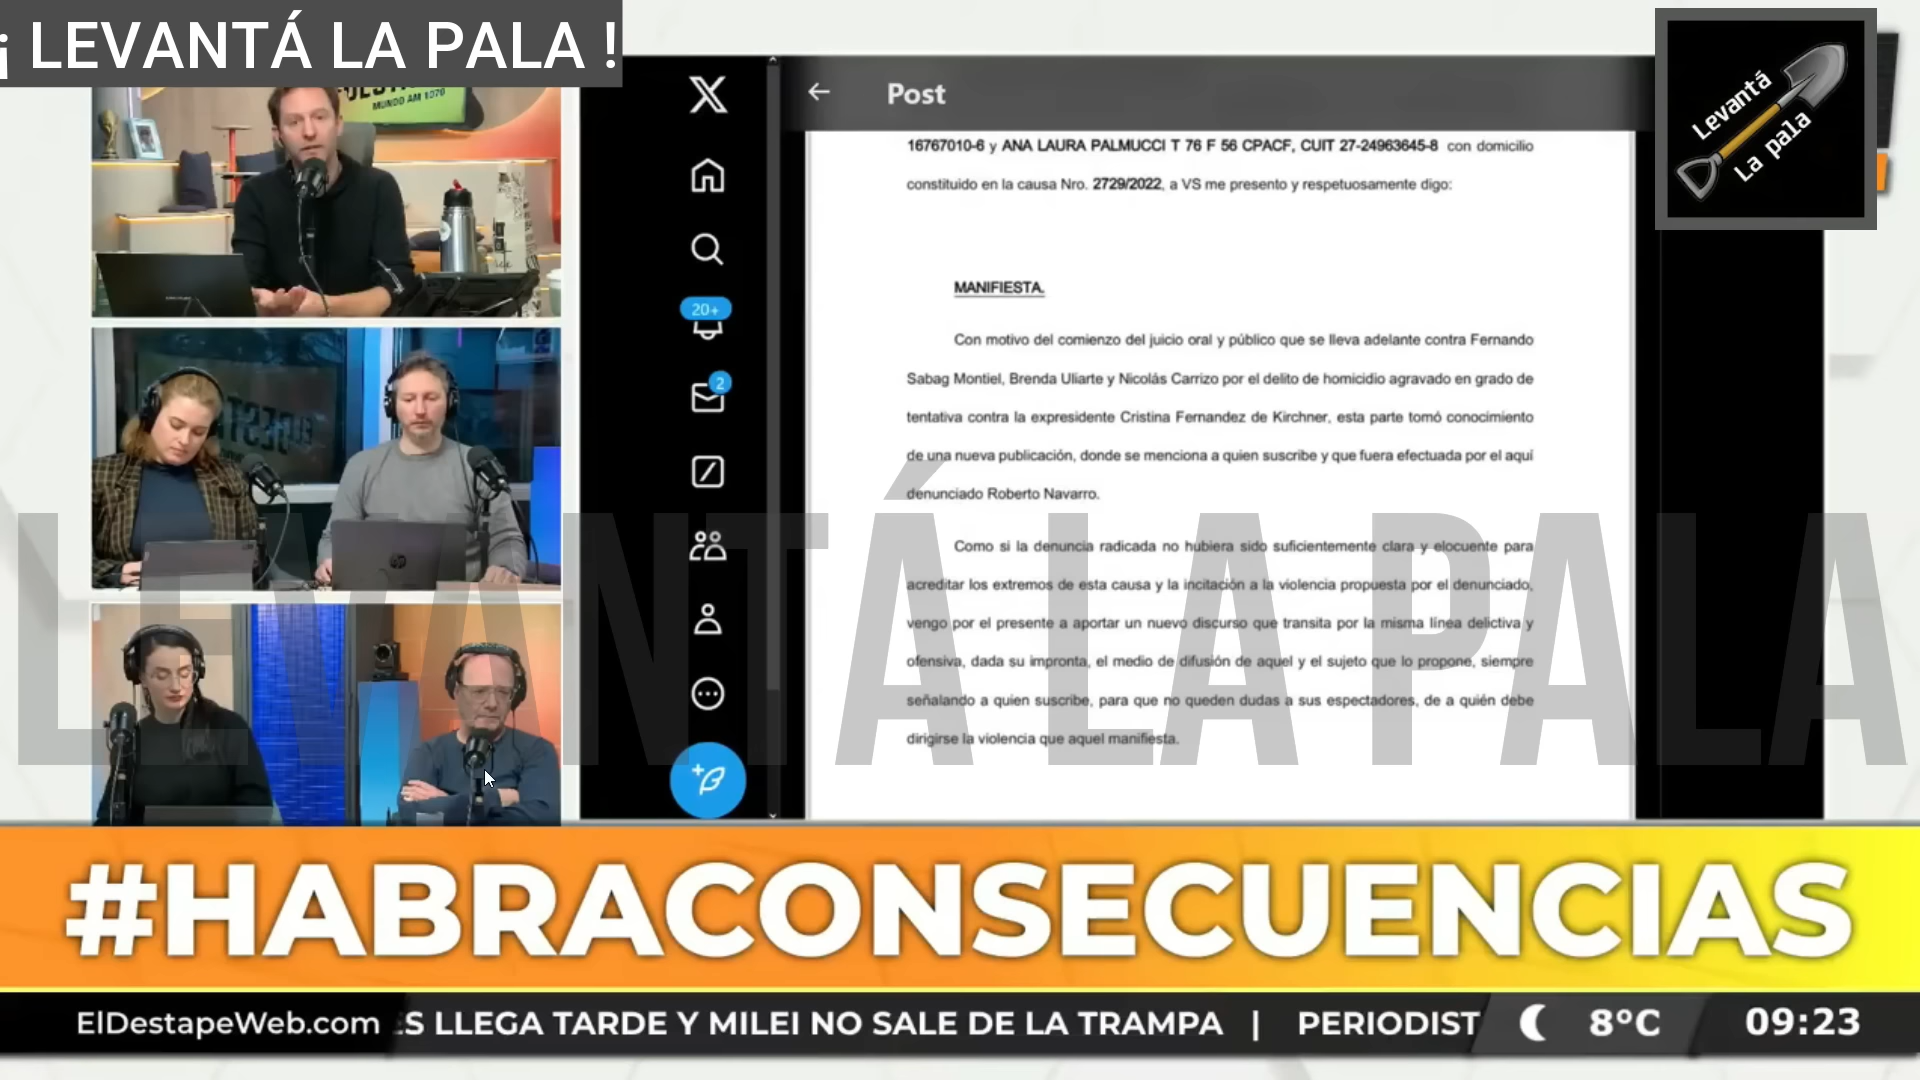 ¡ LEVANTÁ LA PALA !
MUNDO AM 1070
Post
Levantá
La pala
16767010-6 y ANA LAURA PALMUCCI T 76 F 56 CPACF, CUIT 27-24963645-8 con domicilio
constituido en la causa Nro. 2729/2022, a VS me presento y respetuosamente digo:
MANIFIESTA.
20+
2
Con motivo del comienzo del juicio oral y público que se lleva adelante contra Fernando
Sabag Montiel, Brenda Uliarte y Nicolás Carrizo por el delito de homicidio agravado en grado de
tentativa contra la expresidente Cristina Fernandez de Kirchner, esta parte tomó conocimiento
de una nueva publicación, donde se menciona a quien suscribe y que fuera efectuada por el aquí
denunciado Roberto Navarro.
Como si la denuncia radicada no hubiera sido suficientemente clara y elocuente para
acreditar los extremos de esta causa y la incitación a la violencia propuesta por el denunciado,
vengo por el presente a aportar un nuevo discurso que transita por la misma línea delictiva y
ofensiva, dada su impronta, el medio de difusión de aquel y el sujeto que lo propone, siempre
señalando a quien suscribe, para que no queden dudas a sus espectadores, de a quién debe
dirigirse la violencia que aquel manifiesta.
LEVANTÁ LA PALA
#HABRACONSECUENCIAS
ElDestapeWeb.com S LLEGA TARDE Y MILEI NO SALE DE LA TRAMPA | PERIODIST 8°C 09:23